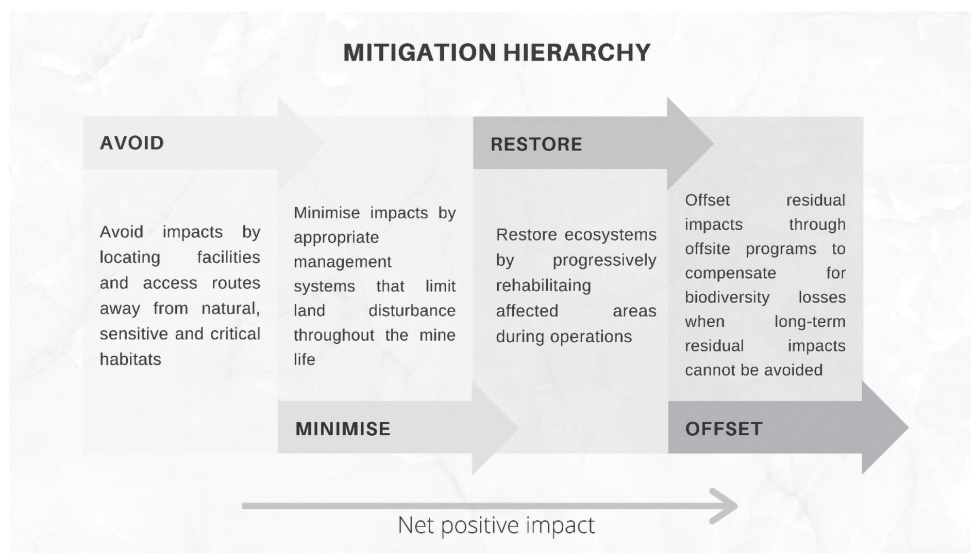 MITIGATION HIERARCHY
AVOID
Avoid impacts by
locating facilities
and access routes
away from natural,
sensitive and critical
habitats
Minimise impacts by
appropriate
management
systems that limit
land disturbance
throughout the mine
life
MINIMISE
RESTORE
Restore ecosystems
by progressively
rehabilitaing
affected areas
during operations
Offset residual
impacts through
offsite programs to
compensate for
biodiversity losses
when long-term
residual impacts
cannot be avoided
OFFSET
Net positive impact